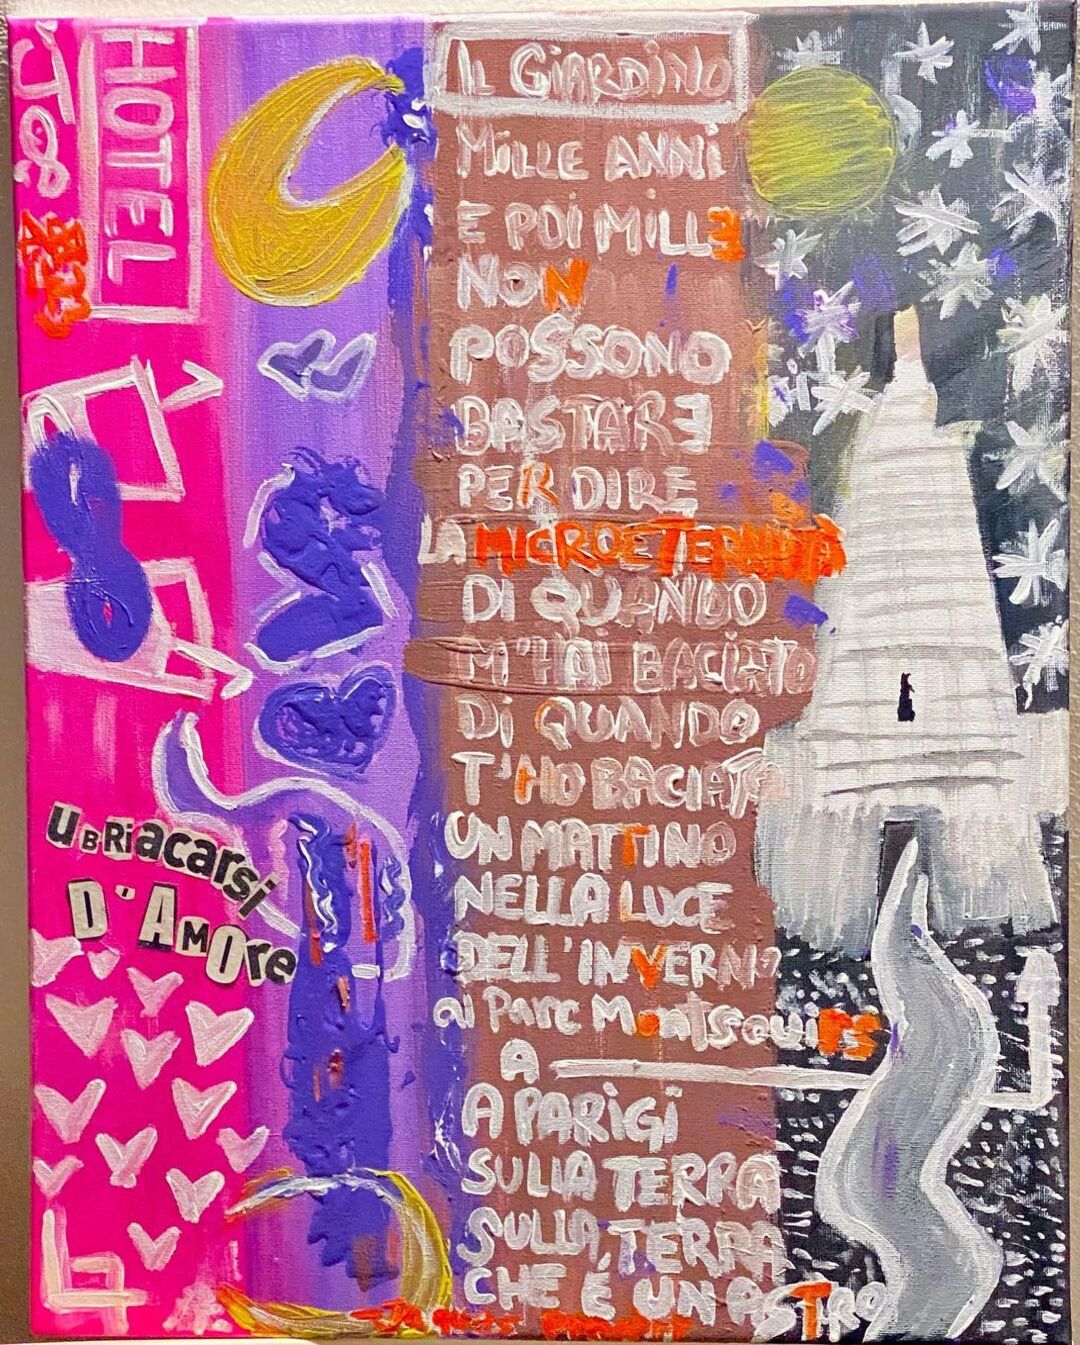 HOTEL
IL GiARDiNO
MiLLE ANNi
E POi MiLLE
NON
POSSONO
BASTARE
PER DIRE
LA MICROETERNITÀ
Di QUANDO
M'HAI BACIATO
Di QUANDO
T'HO BACIATA
UN MATTINO
NELLA LUCE
DELL'INVERNO
al Parc Montsouris
A
A PARiGi
SULLA TERRA
SULLA TERRA
CHE É UN ASTRO
UBRiacarsi
D'AMOre